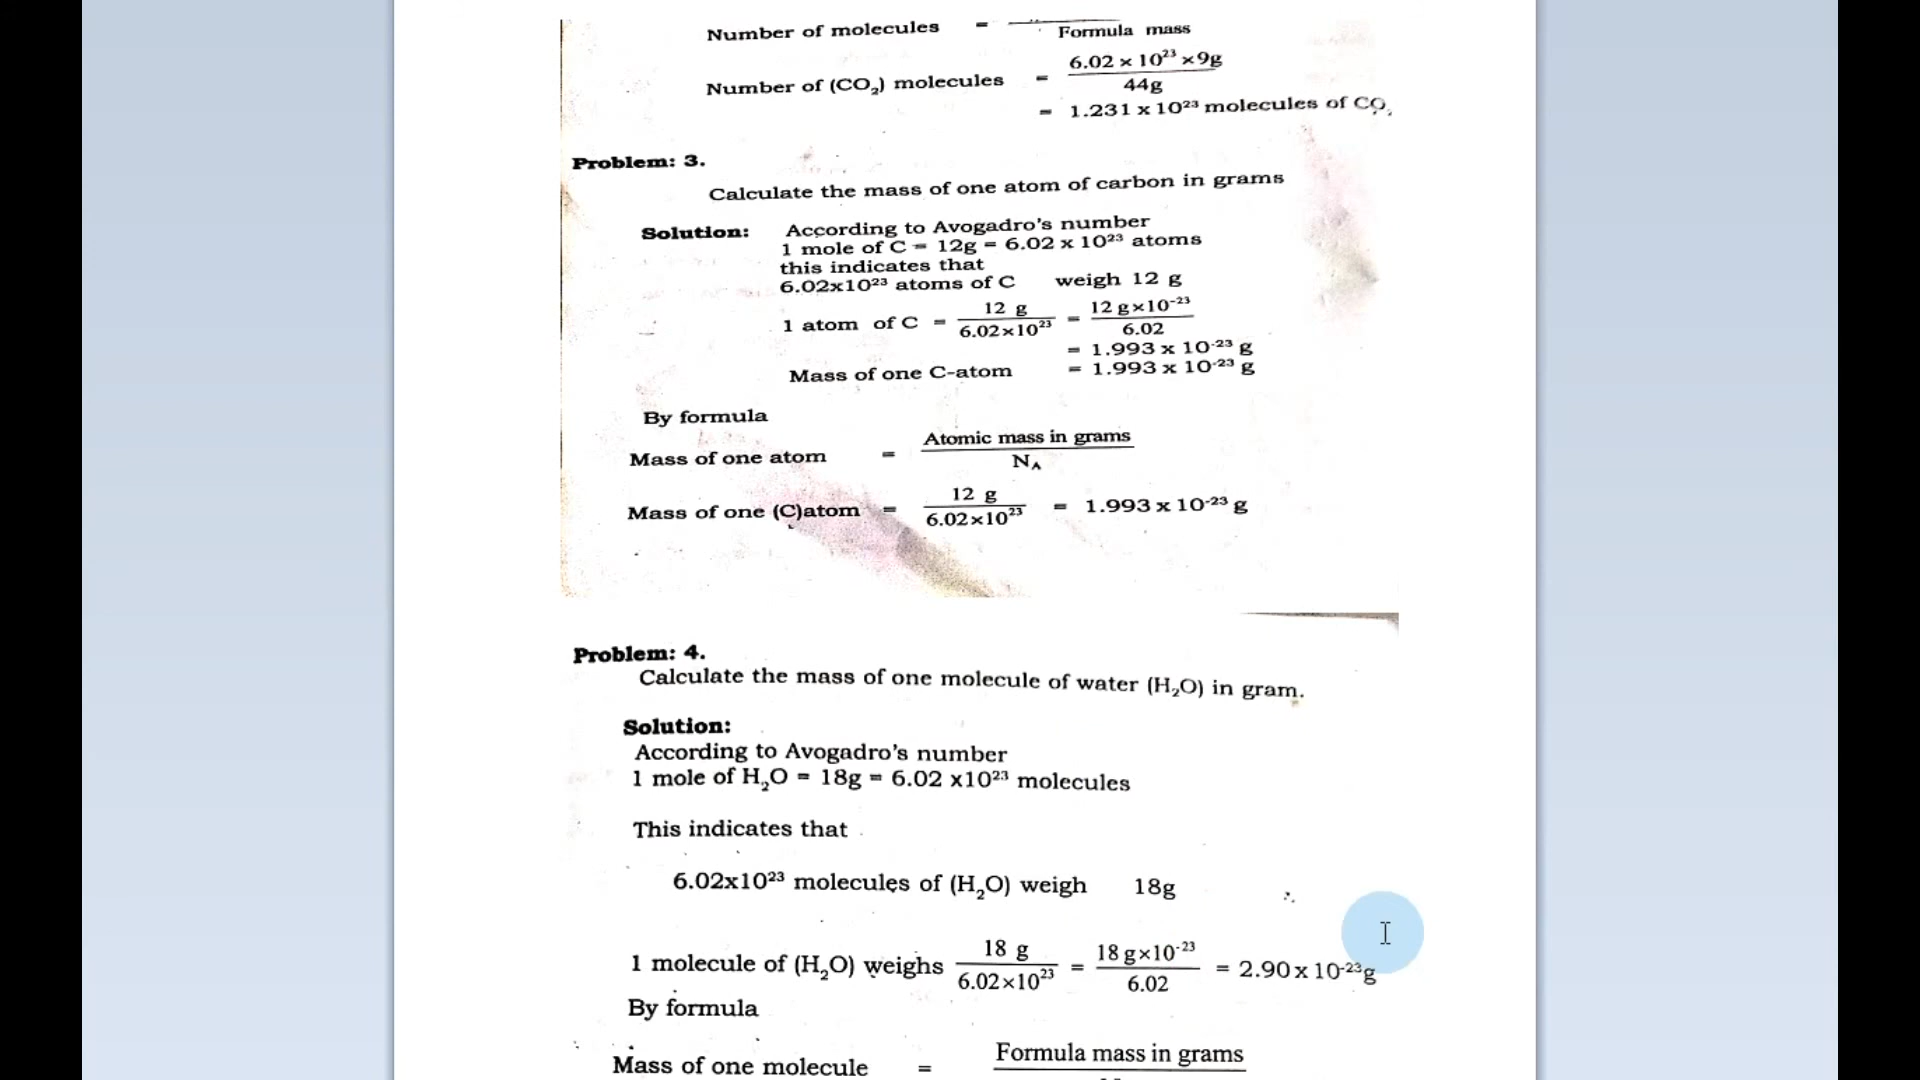 Number of molecules =
Formula mass
Number of (CO₂) molecules = 6.02 x 10²³ x 9g / 44g
= 1.231 x 10²³ molecules of CO₂
Problem: 3.
Calculate the mass of one atom of carbon in grams
Solution: According to Avogadro's number
1 mole of C = 12g = 6.02 x 10²³ atoms
this indicates that
6.02x10²³ atoms of C weigh 12 g
1 atom of C = 12 g / 6.02×10²³ = 12 g×10⁻²³ / 6.02
= 1.993 x 10⁻²³ g
Mass of one C-atom = 1.993 x 10⁻²³ g
By formula
Mass of one atom = Atomic mass in grams / Nᴀ
Mass of one (C)atom = 12 g / 6.02×10²³ = 1.993 x 10⁻²³ g
Problem: 4.
Calculate the mass of one molecule of water (H₂O) in gram.
Solution:
According to Avogadro's number
1 mole of H₂O = 18g = 6.02 x10²³ molecules
This indicates that
6.02x10²³ molecules of (H₂O) weigh 18g
1 molecule of (H₂O) weighs 18 g / 6.02×10²³ = 18 g×10⁻²³ / 6.02 = 2.90 x 10⁻²³g
By formula
Mass of one molecule = Formula mass in grams